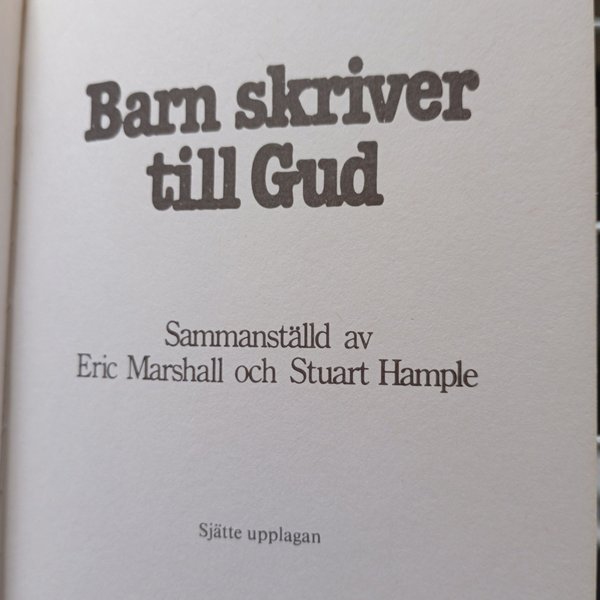 Barn skriver
till Gud
Sammanställd av
Eric Marshall och Stuart Hample
Sjätte upplagan